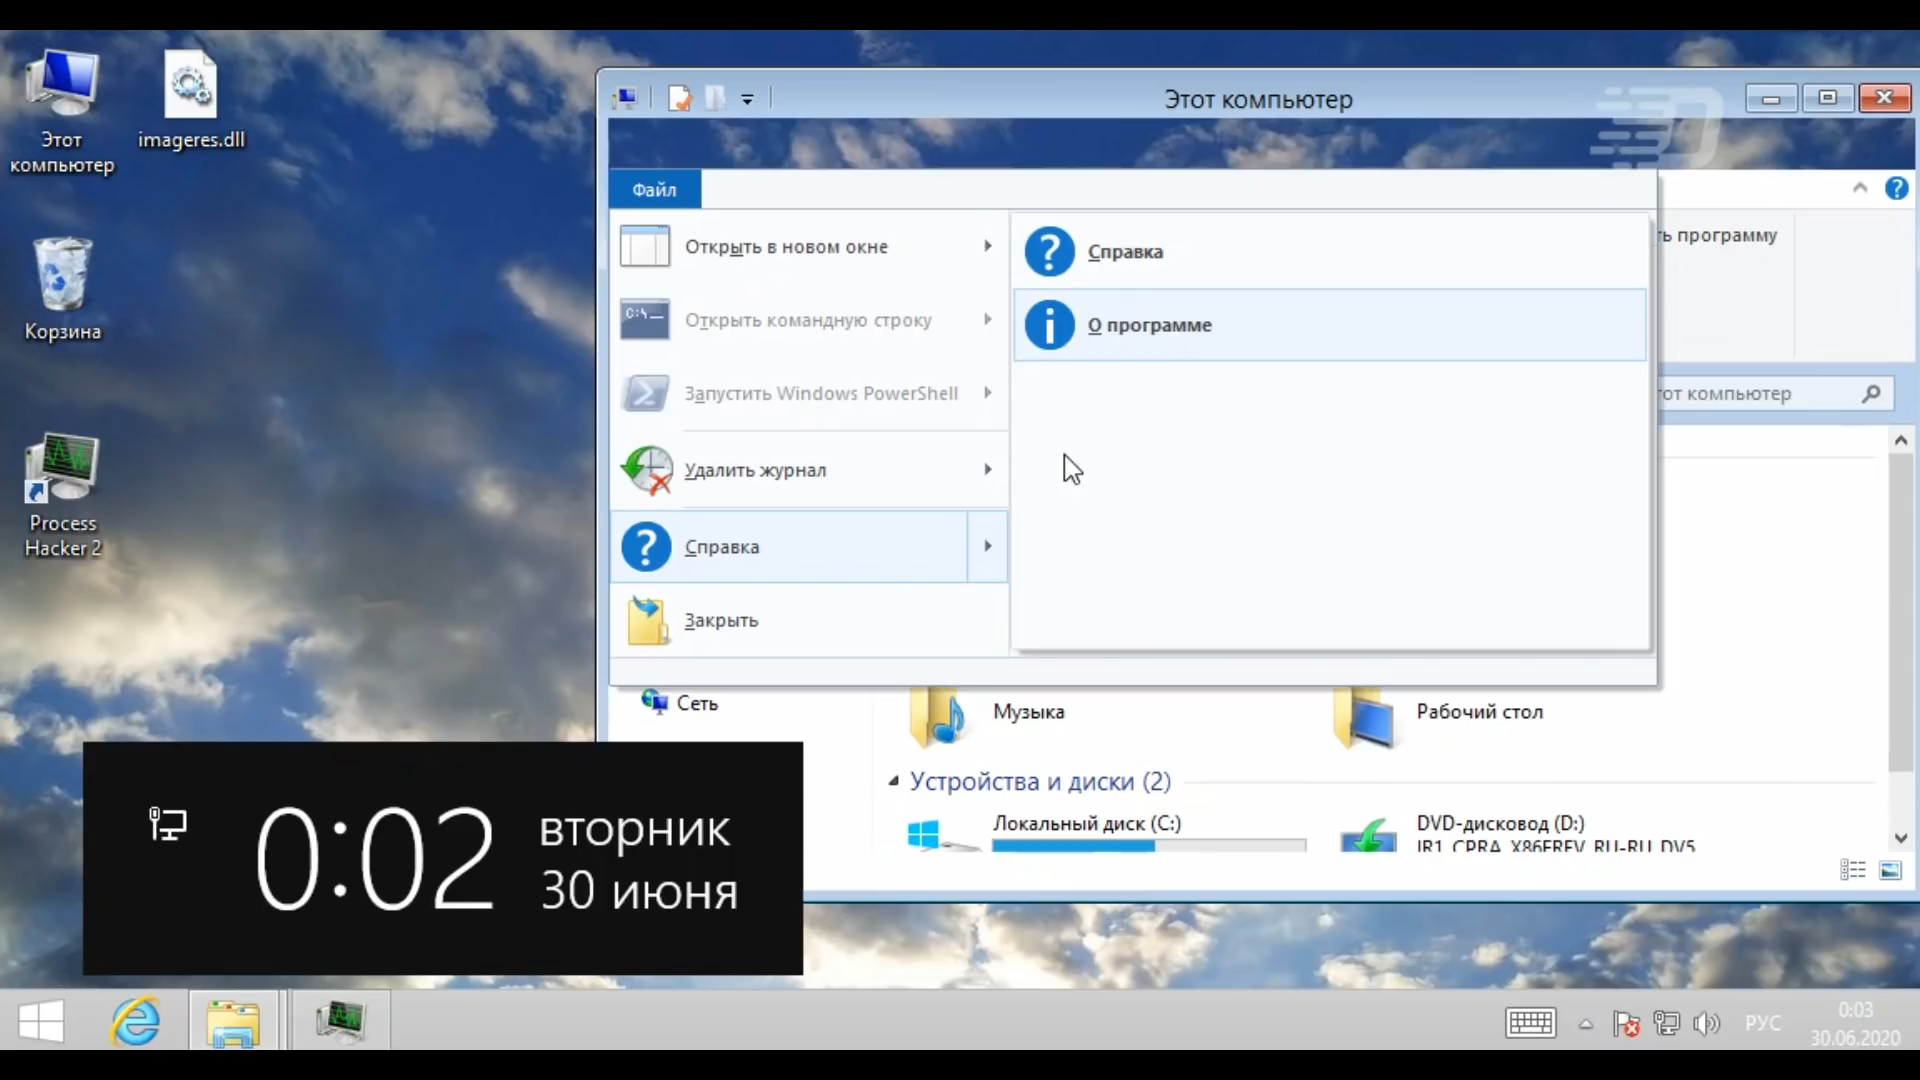 Этот
компьютер
imageres.dll
Корзина
Process
Hacker 2
Этот компьютер
Файл
ь программу
Открыть в новом окне
Открыть командную строку
Запустить Windows PowerShell
Удалить журнал
Справка
Закрыть
Справка
О программе
тот компьютер
Сеть
Музыка
Рабочий стол
Устройства и диски (2)
Локальный диск (C:)
DVD-дисковод (D:)
IR1_CPRA_X86FREV_RU-RU_DV5
0:02
вторник
30 июня
РУС
0:03
30.06.2020